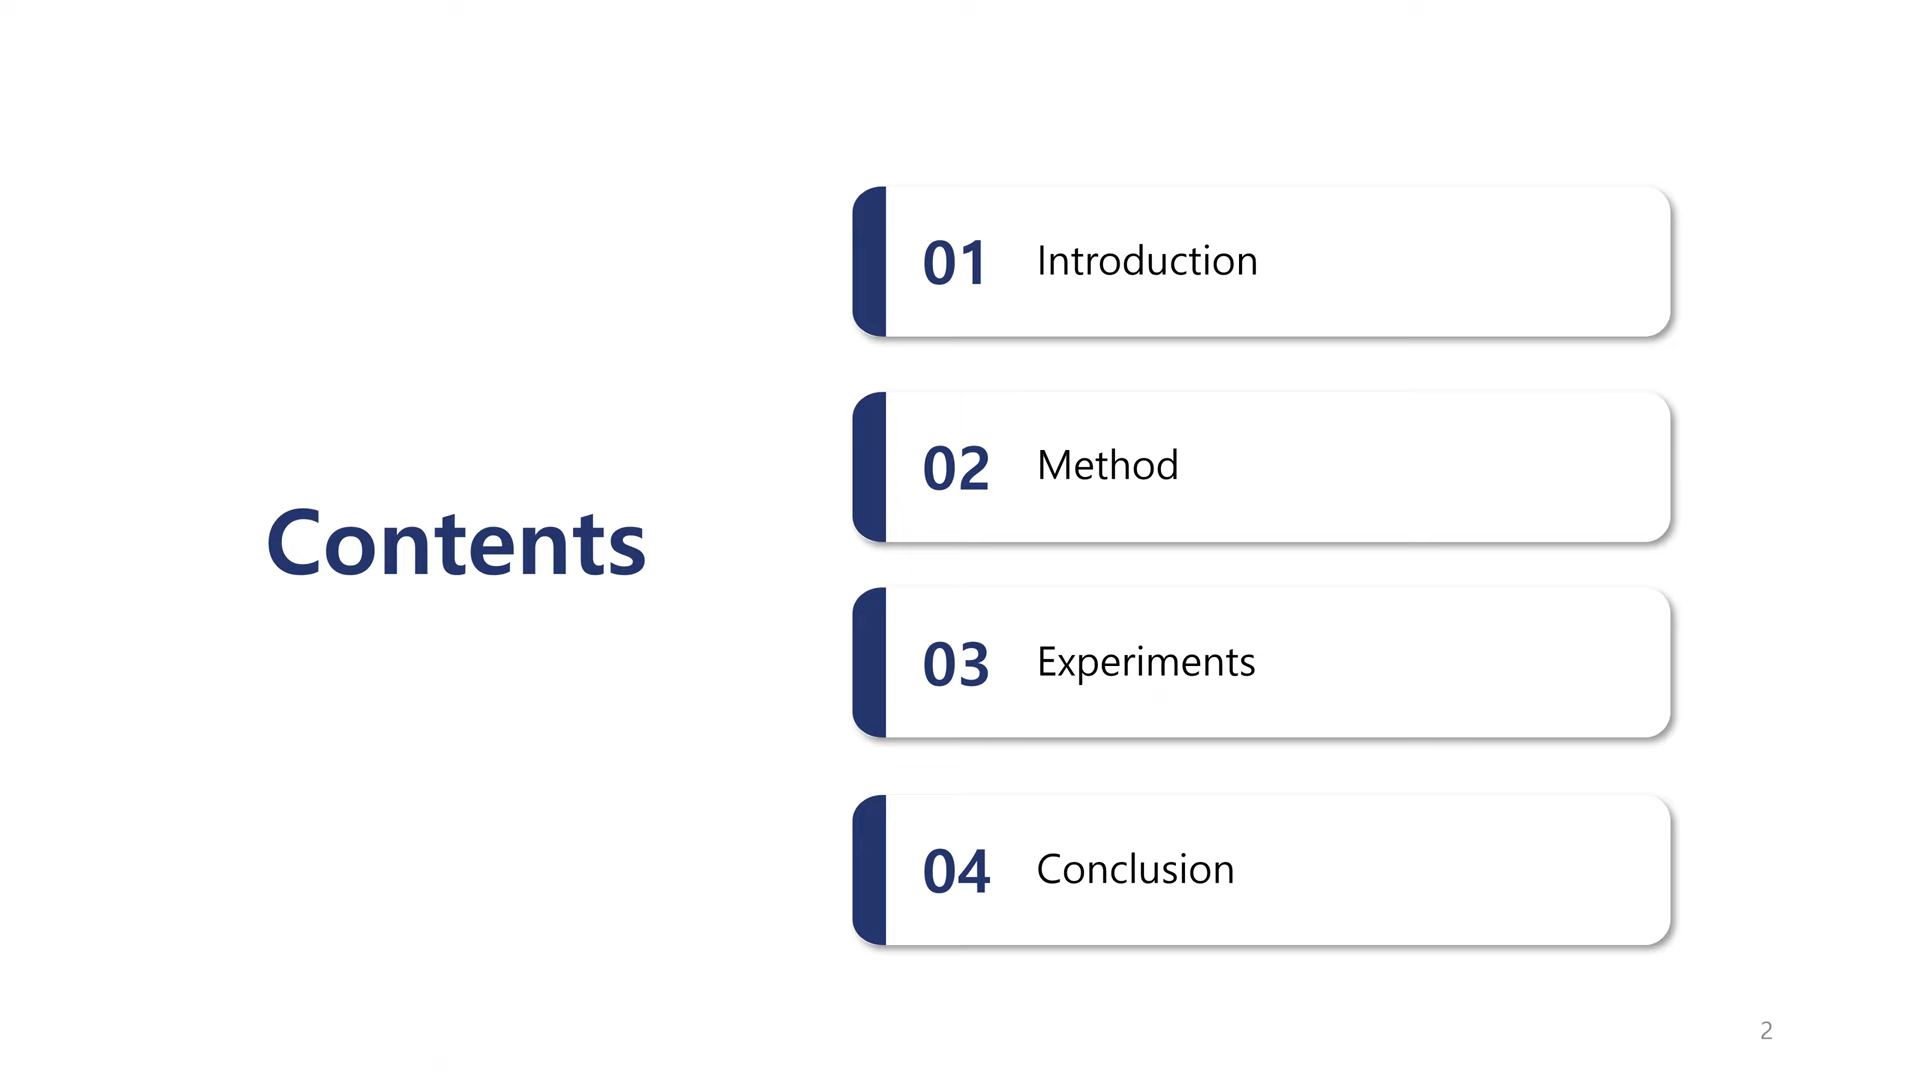 Contents
01 Introduction
02 Method
03 Experiments
04 Conclusion
2